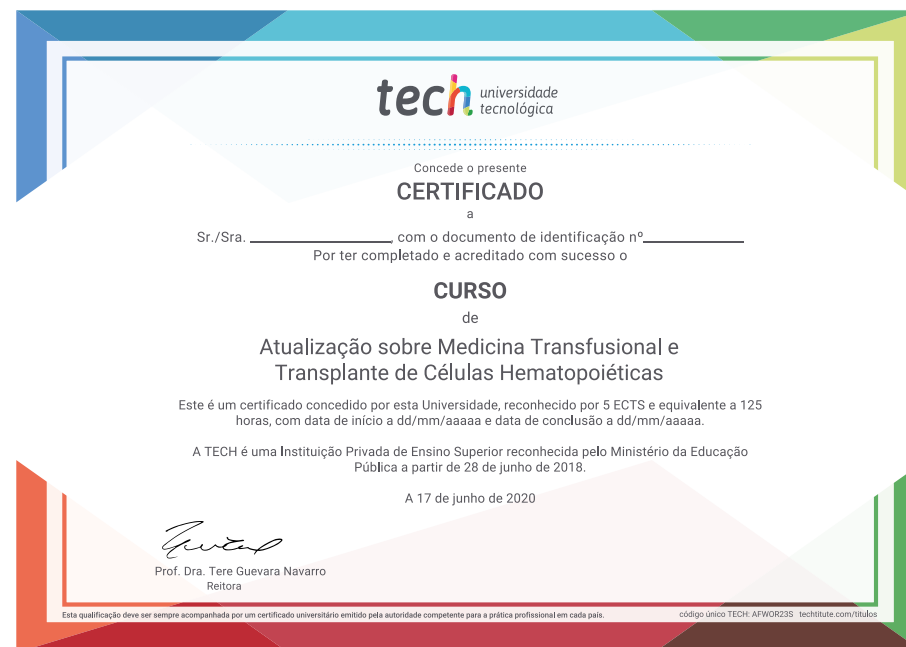 tech universidade
tecnológica
Concede o presente
CERTIFICADO
a
Sr./Sra. ________________, com o documento de identificação nº____________
Por ter completado e acreditado com sucesso o
CURSO
de
Atualização sobre Medicina Transfusional e
Transplante de Células Hematopoiéticas
Este é um certificado concedido por esta Universidade, reconhecido por 5 ECTS e equivalente a 125
horas, com data de início a dd/mm/aaaaa e data de conclusão a dd/mm/aaaaa.
A TECH é uma Instituição Privada de Ensino Superior reconhecida pelo Ministério da Educação
Pública a partir de 28 de junho de 2018.
A 17 de junho de 2020
Prof. Dra. Tere Guevara Navarro
Reitora
Esta qualificação deve ser sempre acompanhada por um certificado universitário emitido pela autoridade competente para a prática profissional em cada país.
código único TECH: AFWOR23S techtitute.com/titulos